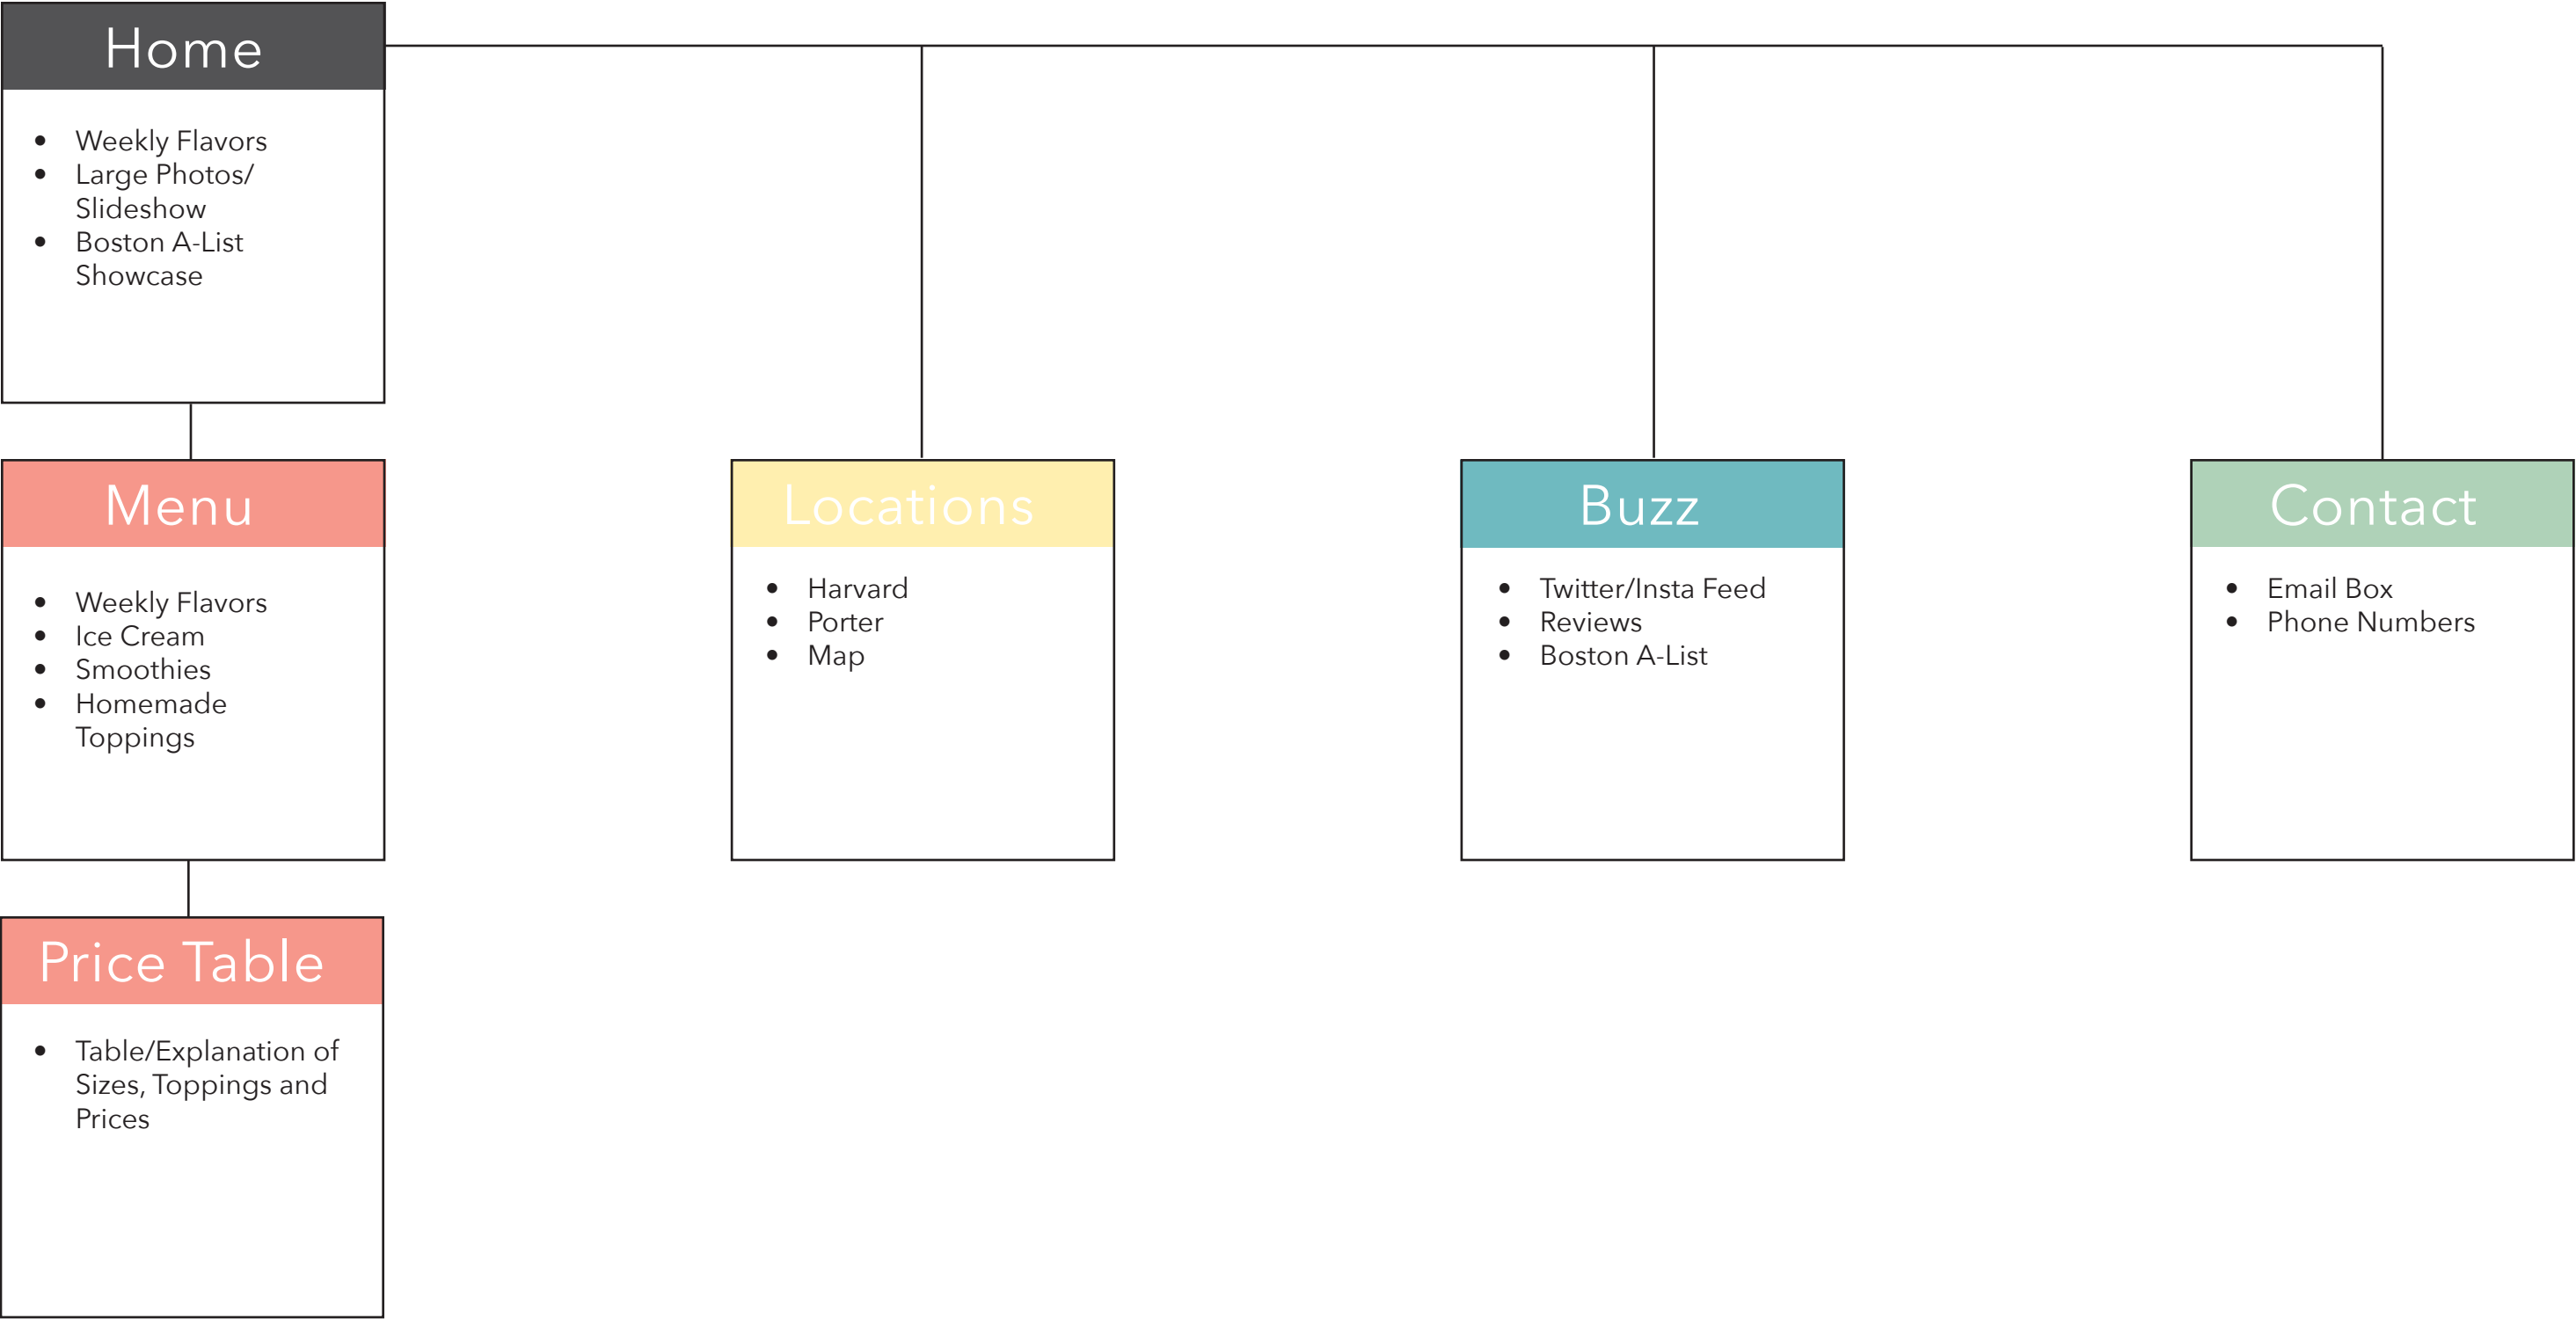 Home
• Weekly Flavors
• Large Photos/
Slideshow
• Boston A-List
Showcase
Menu
• Weekly Flavors
• Ice Cream
• Smoothies
• Homemade
Toppings
Locations
• Harvard
• Porter
• Map
Buzz
• Twitter/Insta Feed
• Reviews
• Boston A-List
Contact
• Email Box
• Phone Numbers
Price Table
• Table/Explanation of
Sizes, Toppings and
Prices